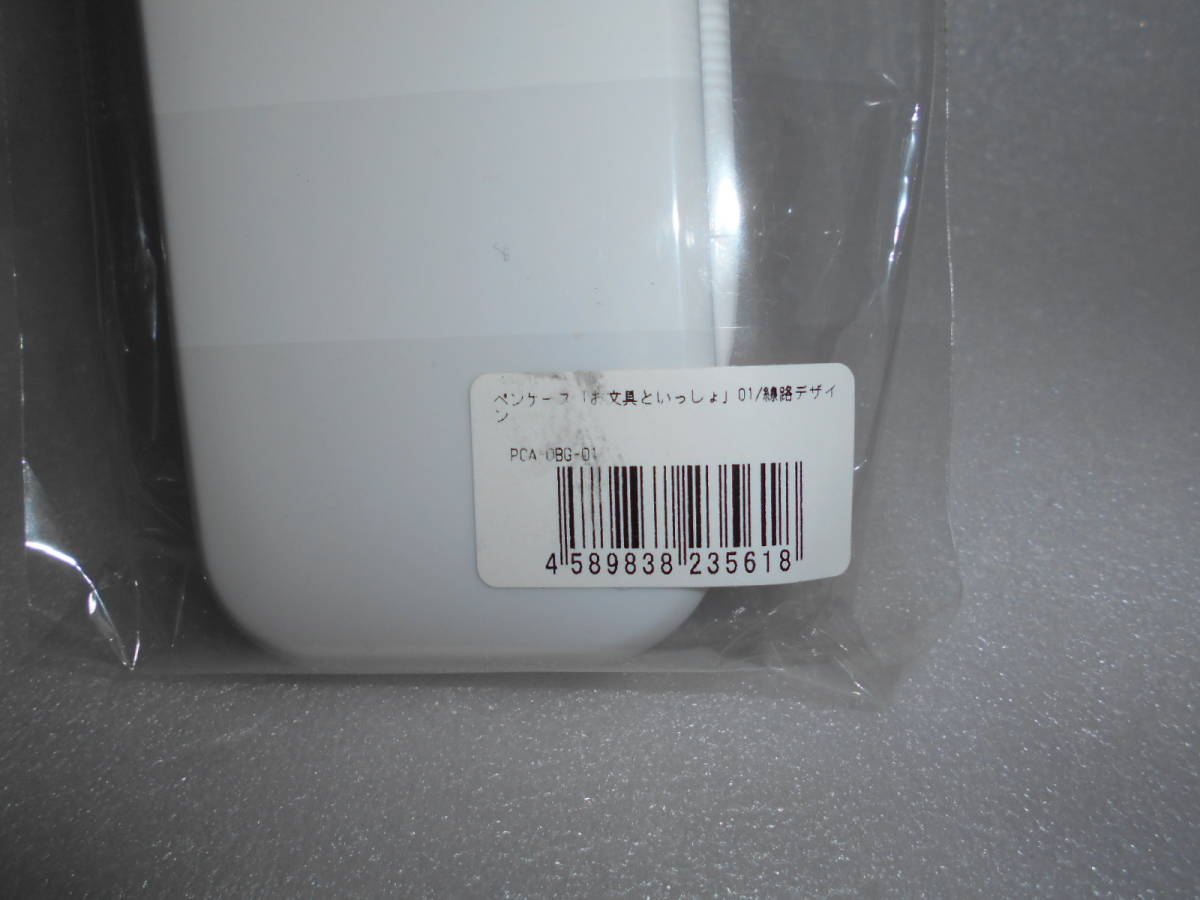 ペンケース「お文具といっしょ」01/線路デザイ
ン
PCA-OBG-01
4 589838 235618